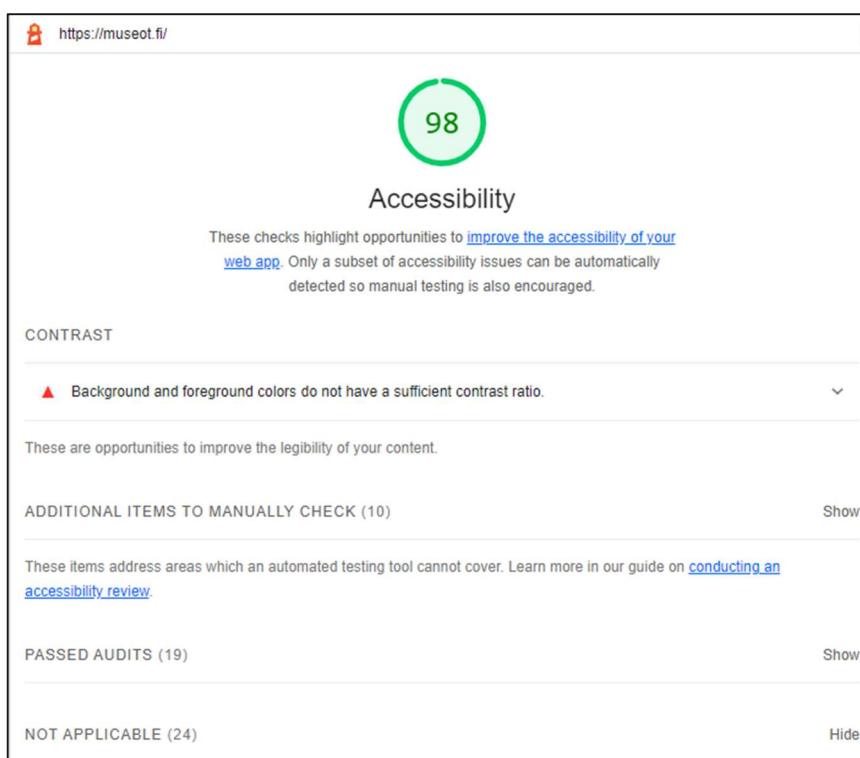 https://museot.fi/
98
Accessibility
These checks highlight opportunities to improve the accessibility of your
web app. Only a subset of accessibility issues can be automatically
detected so manual testing is also encouraged.
CONTRAST
Background and foreground colors do not have a sufficient contrast ratio.
These are opportunities to improve the legibility of your content.
ADDITIONAL ITEMS TO MANUALLY CHECK (10) Show
These items address areas which an automated testing tool cannot cover. Learn more in our guide on conducting an
accessibility review.
PASSED AUDITS (19) Show
NOT APPLICABLE (24) Hide